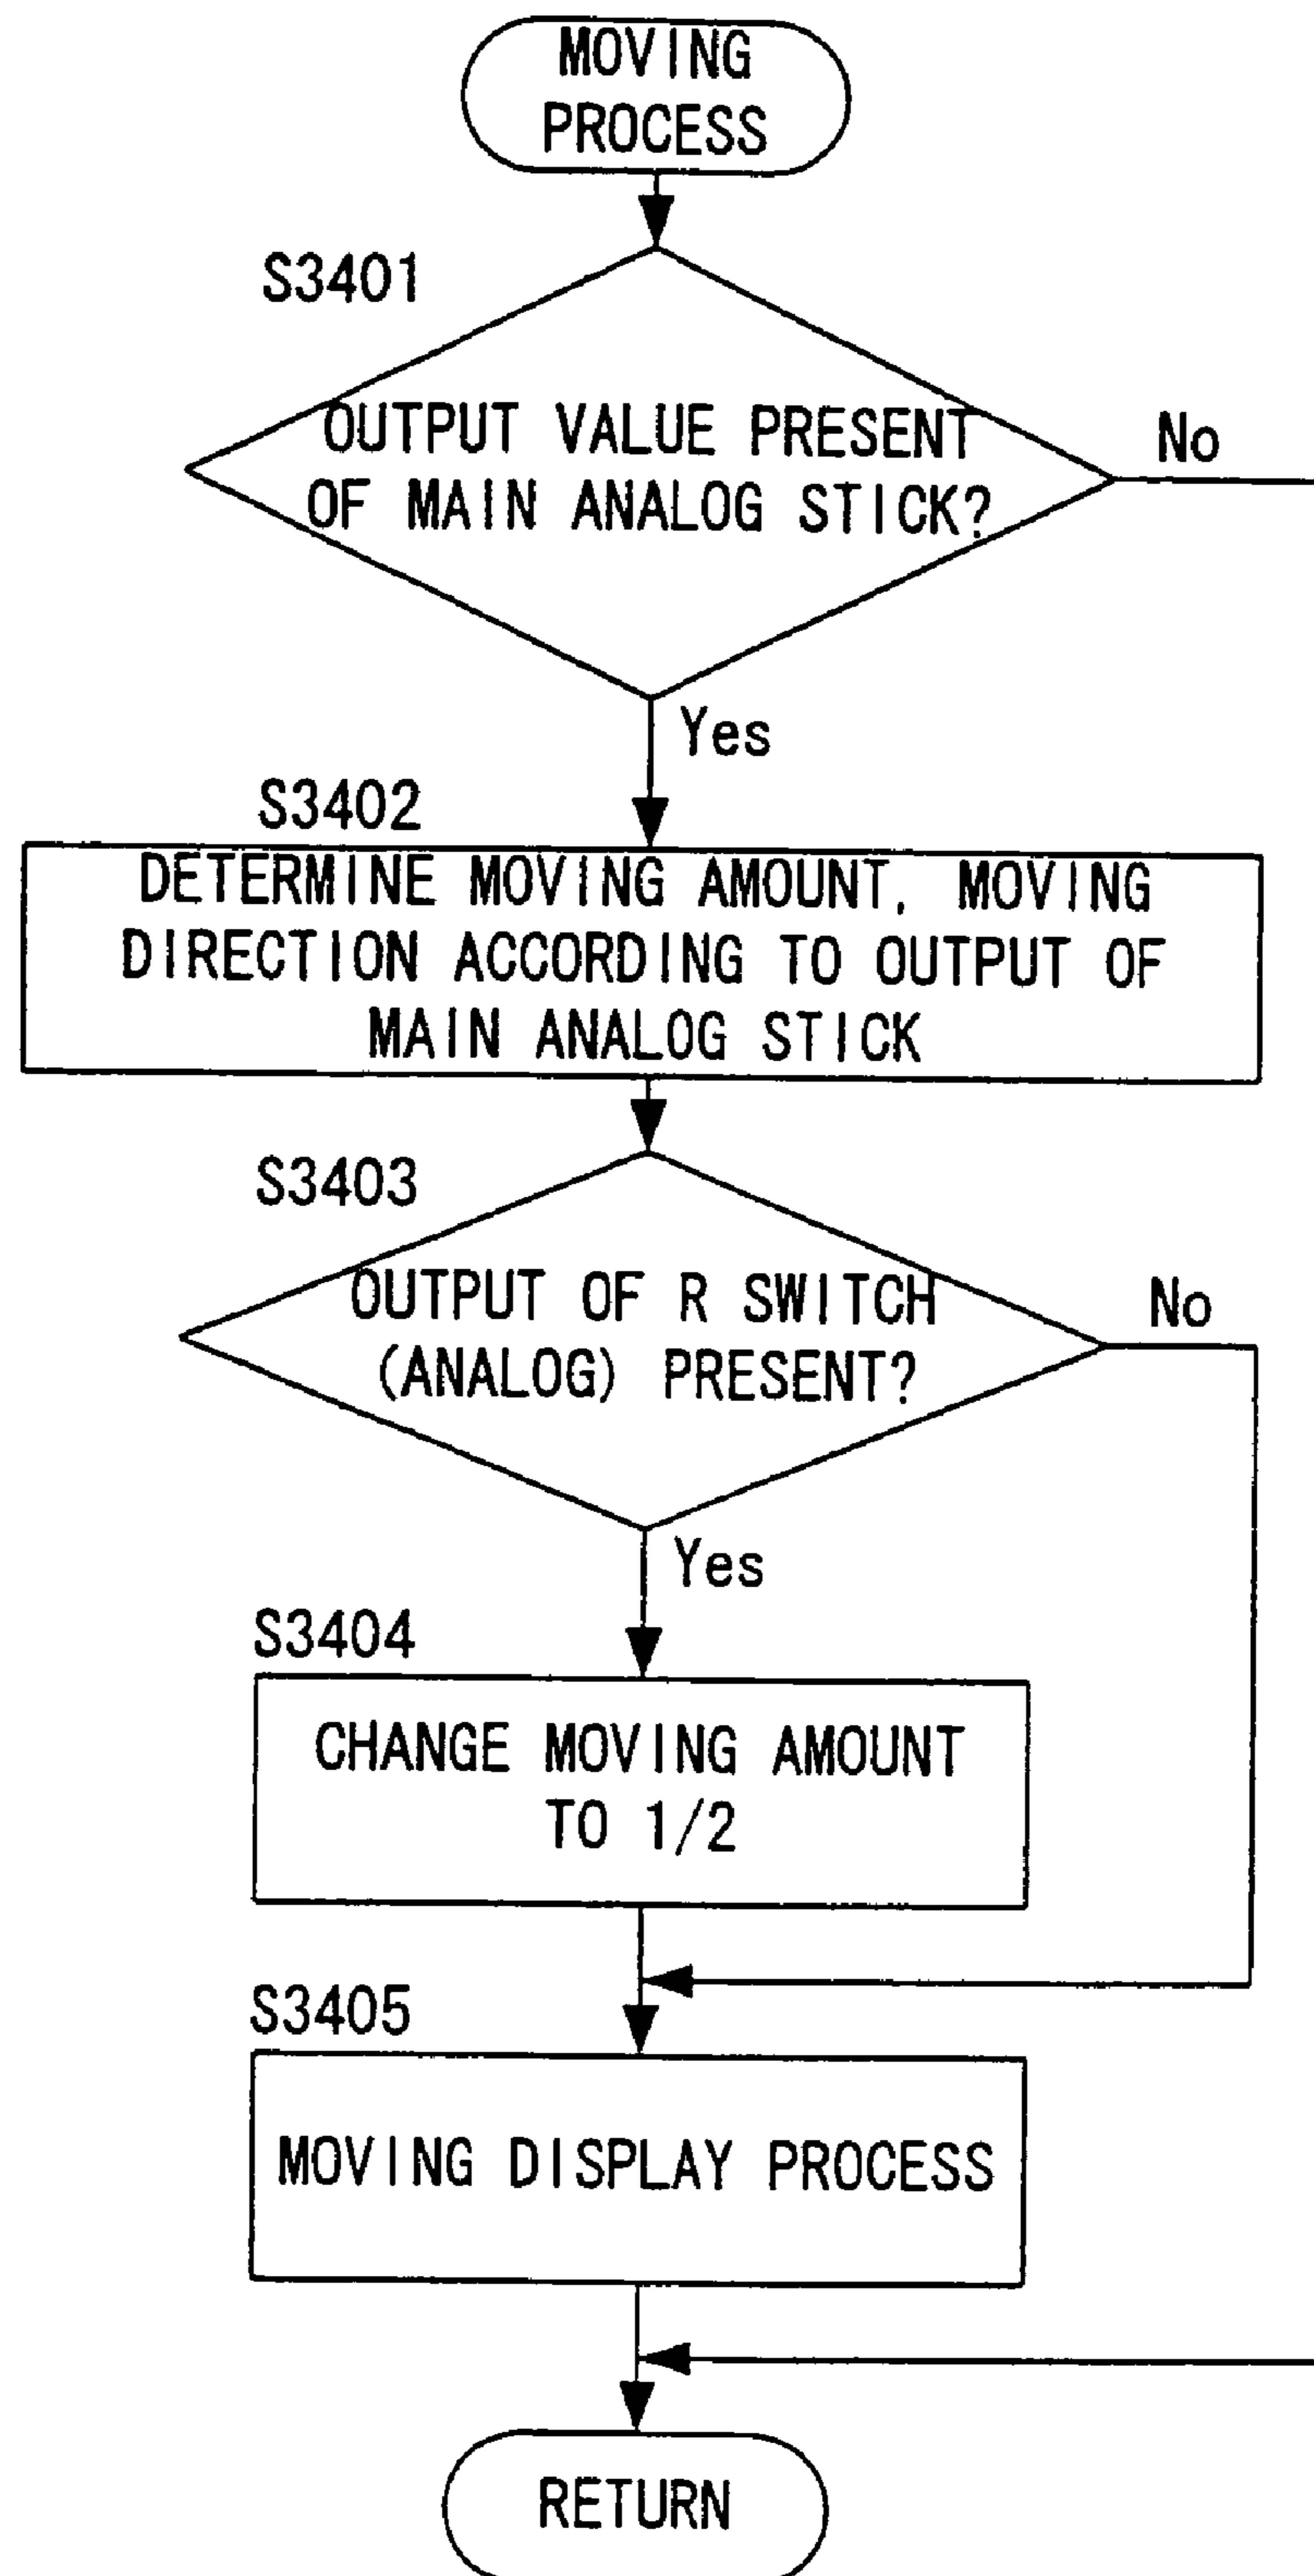 MOVING
PROCESS
S3401
OUTPUT VALUE PRESENT
OF MAIN ANALOG STICK?
No
Yes
S3402
DETERMINE MOVING AMOUNT, MOVING
DIRECTION ACCORDING TO OUTPUT OF
MAIN ANALOG STICK
S3403
OUTPUT OF R SWITCH
(ANALOG) PRESENT?
No
Yes
S3404
CHANGE MOVING AMOUNT
TO 1/2
S3405
MOVING DISPLAY PROCESS
RETURN